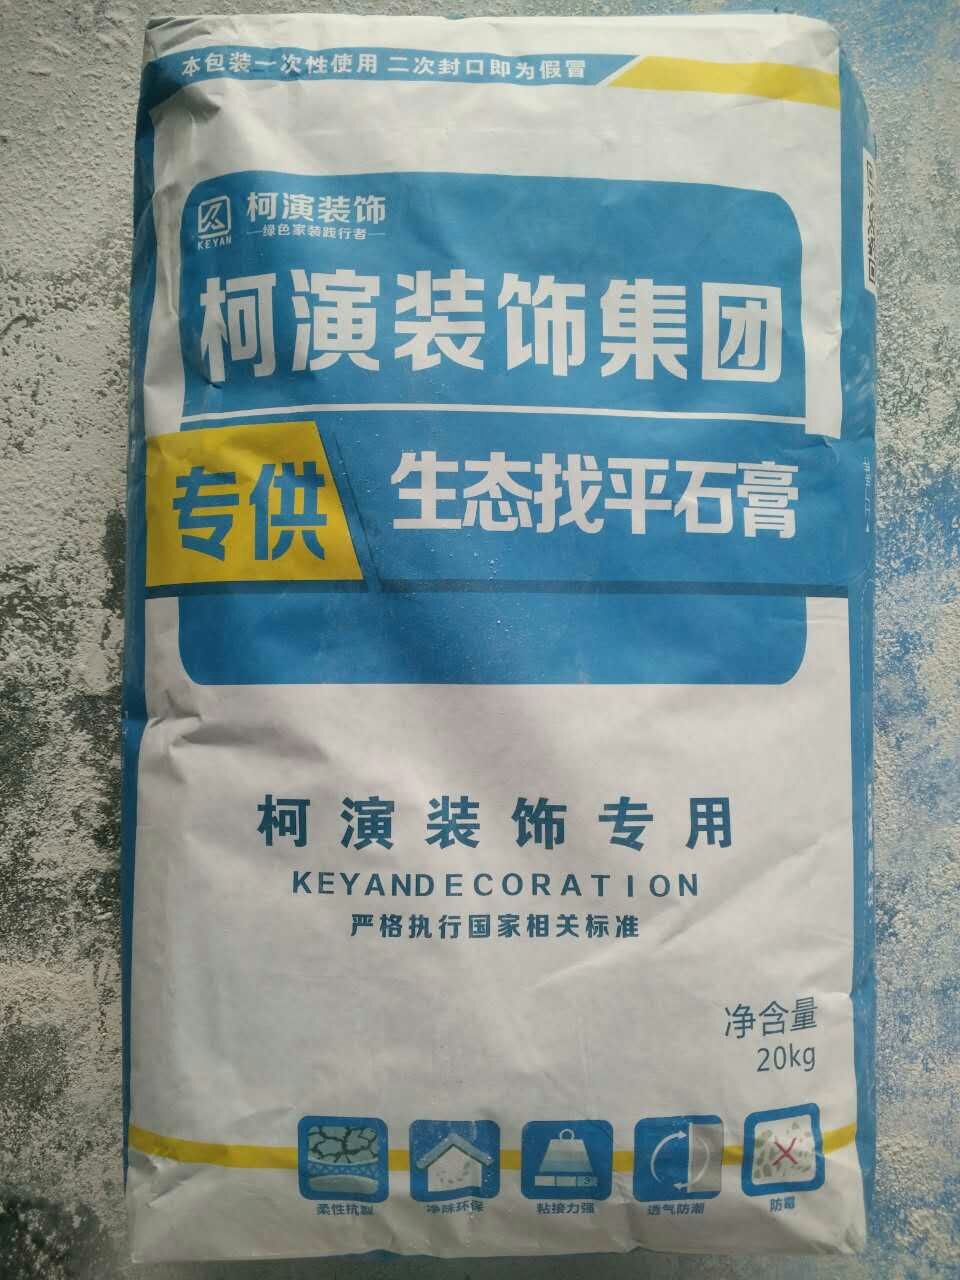 本包装一次性使用 二次封口即为假冒
柯演装饰
绿色家装践行者
KEYAN
柯演装饰集团
专供
生态找平石膏
柯演装饰专用
KEYANDECORATION
严格执行国家相关标准
净含量
20kg
柔性抗裂
净味环保
粘接力强
透气防潮
防霉